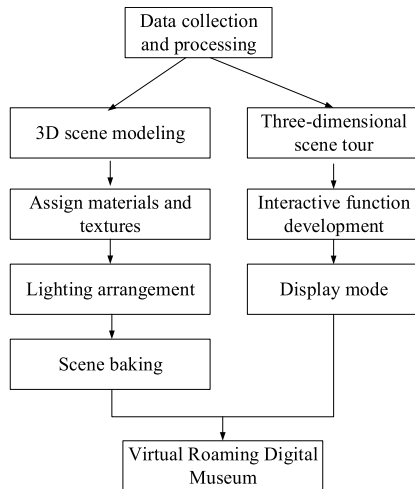 Data collection
and processing
3D scene modeling
Three-dimensional
scene tour
Assign materials and
textures
Interactive function
development
Lighting arrangement
Display mode
Scene baking
Virtual Roaming Digital
Museum